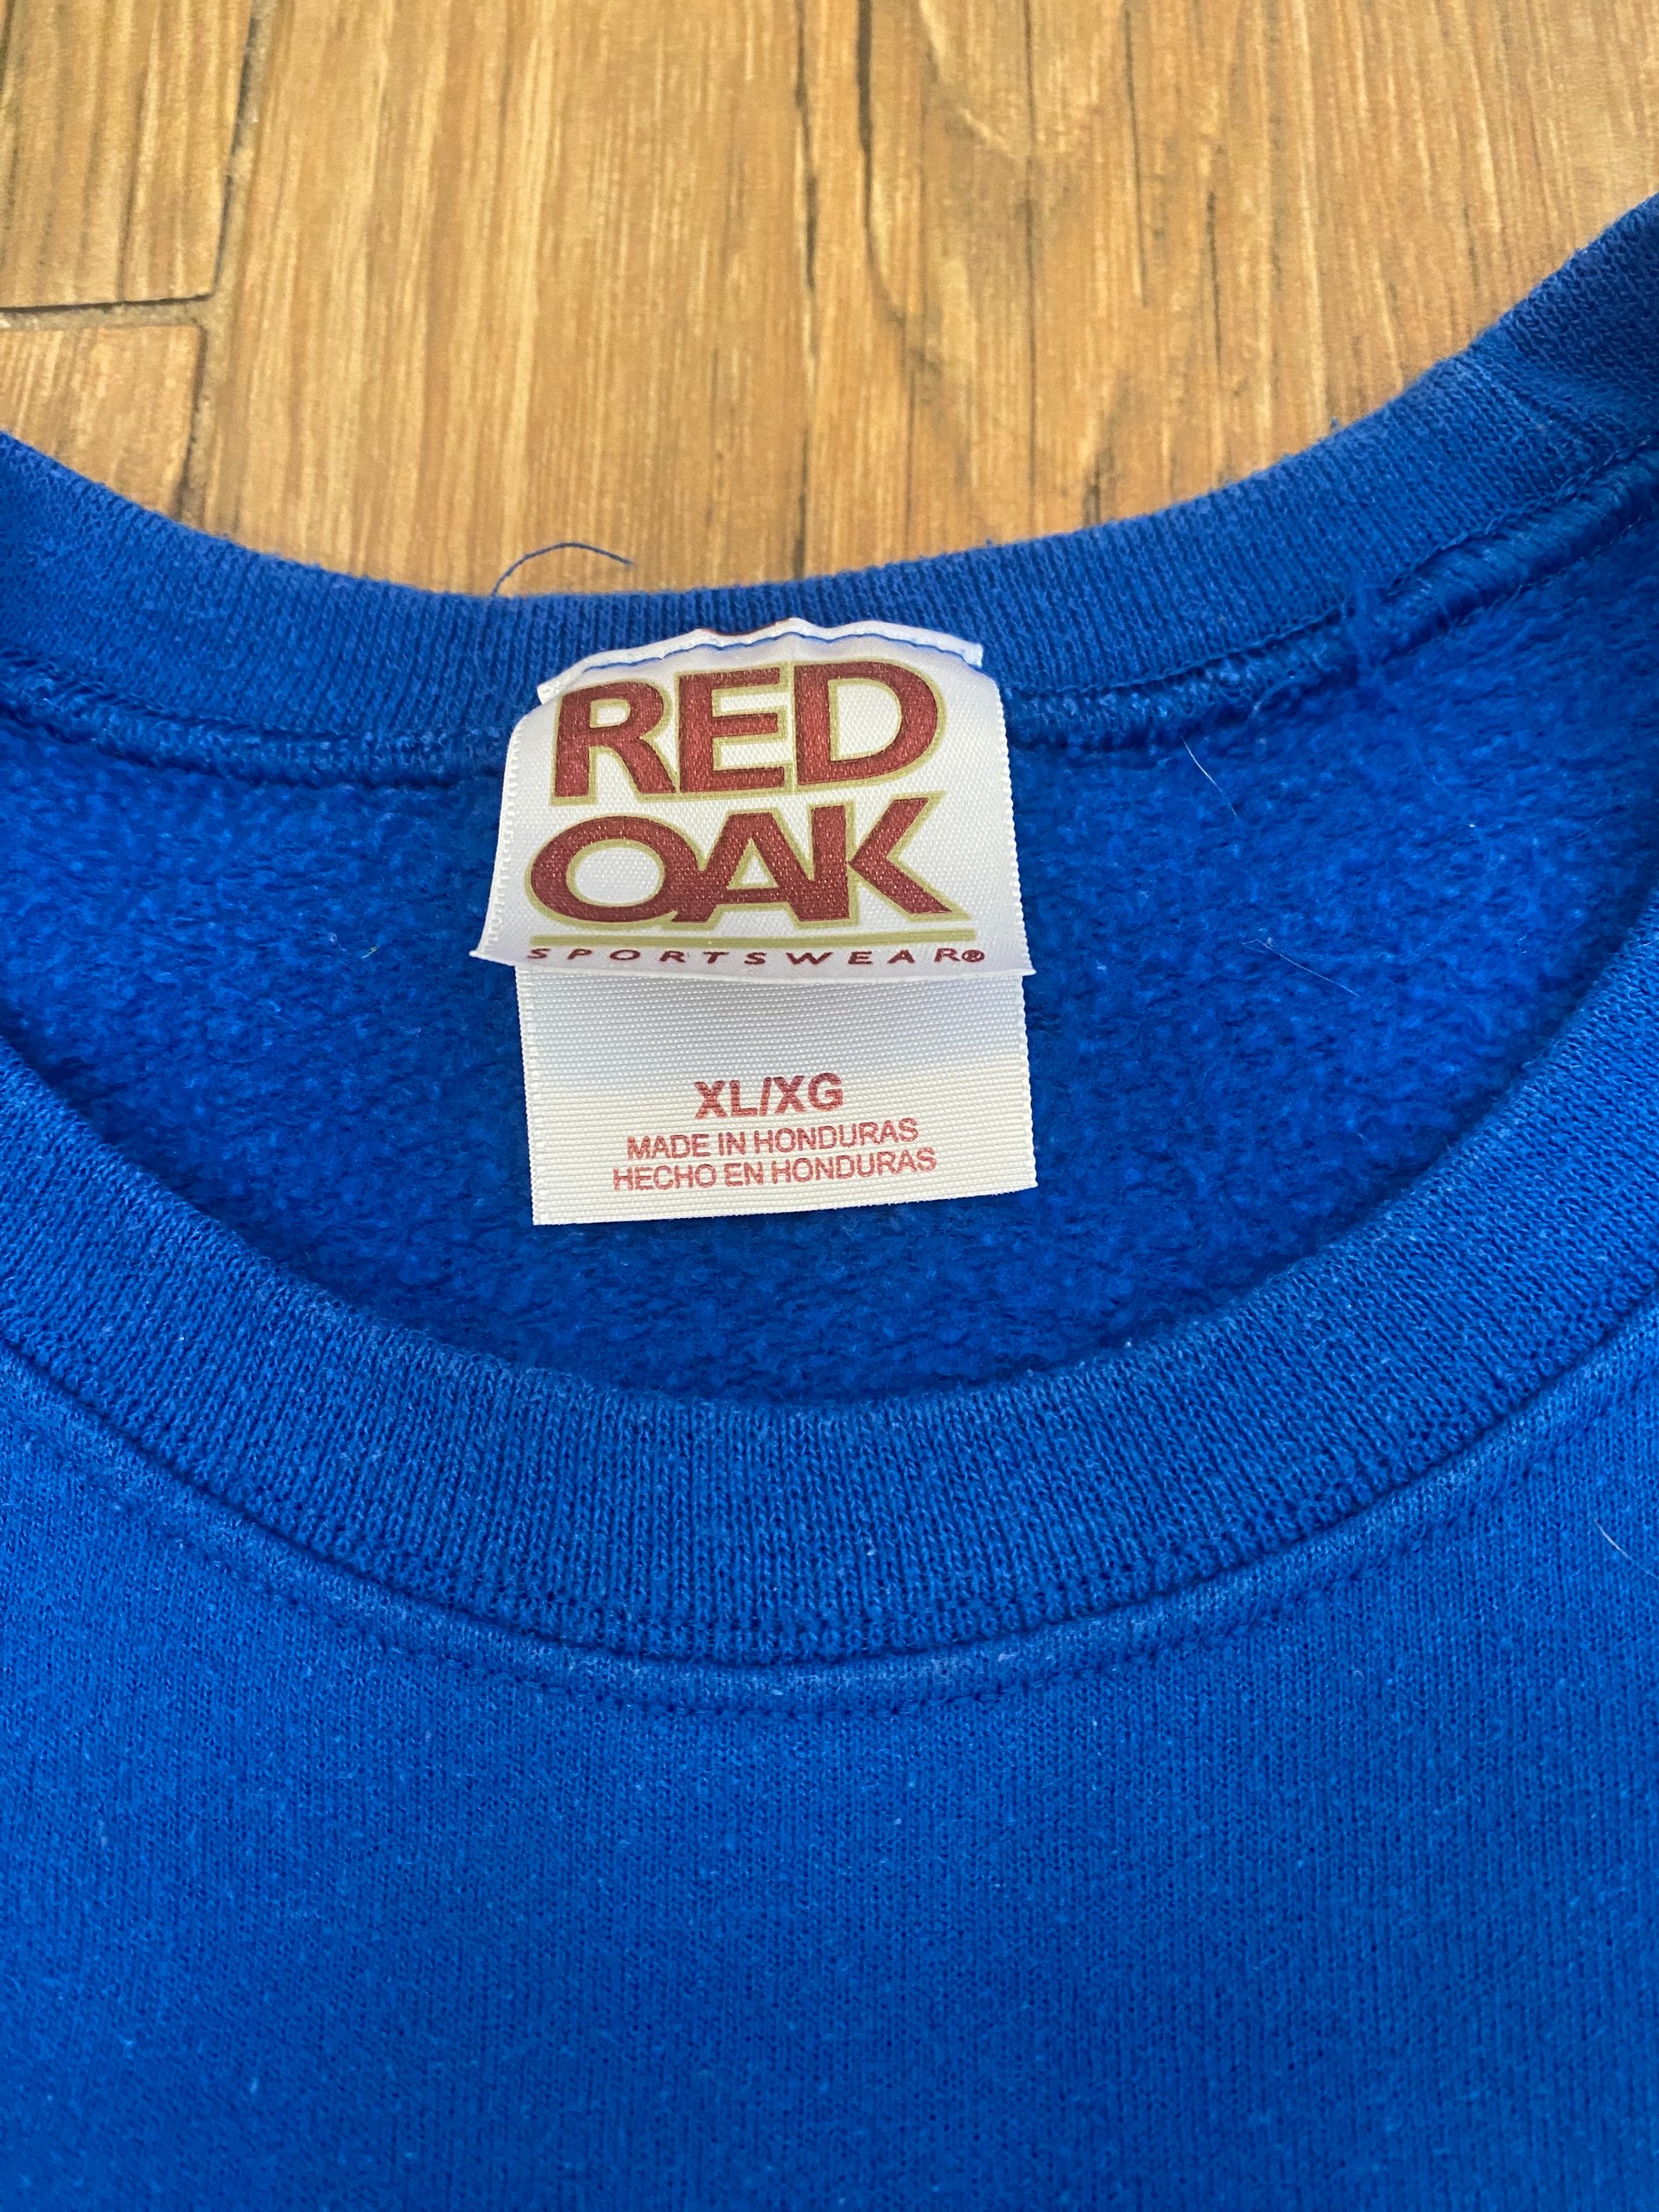 RED
OAK
SPORTSWEAR®
XL/XG
MADE IN HONDURAS
HECHO EN HONDURAS